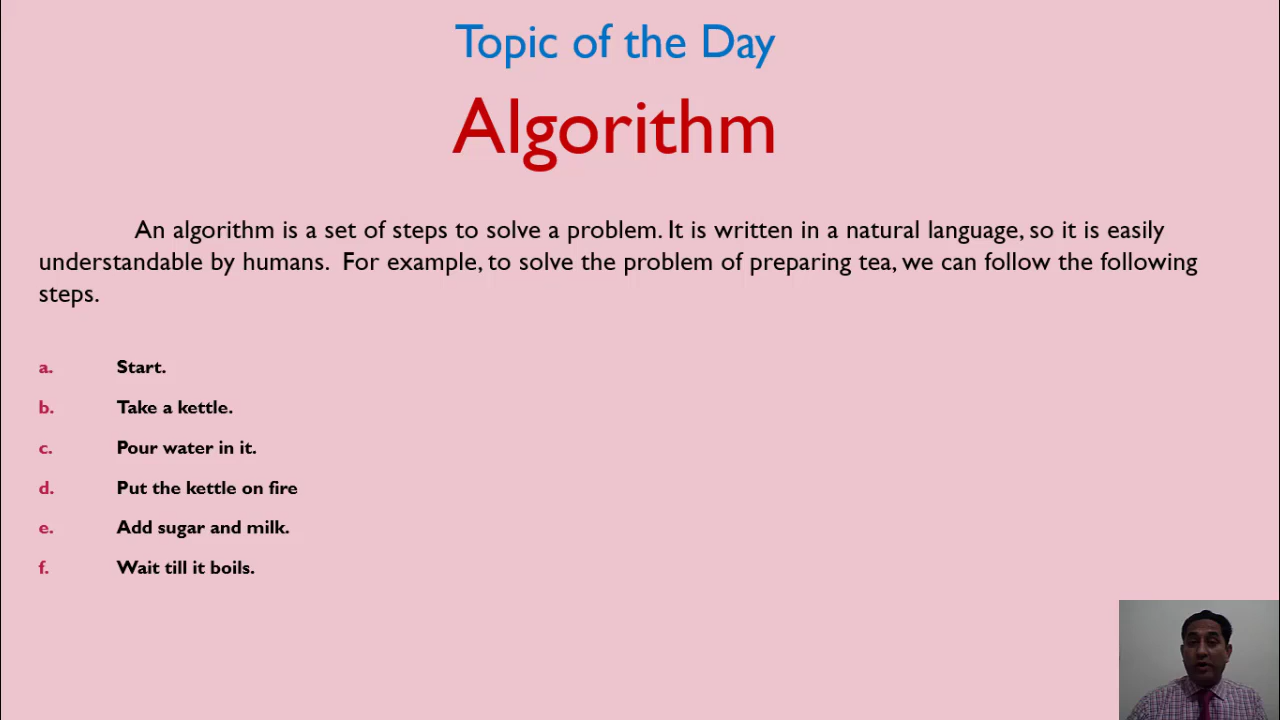 Topic of the Day
Algorithm
An algorithm is a set of steps to solve a problem. It is written in a natural language, so it is easily
understandable by humans. For example, to solve the problem of preparing tea, we can follow the following
steps.
a. Start.
b. Take a kettle.
c. Pour water in it.
d. Put the kettle on fire
e. Add sugar and milk.
f. Wait till it boils.